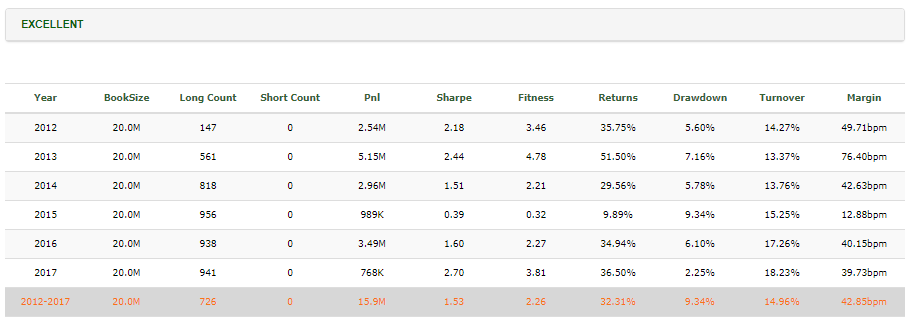 EXCELLENT
Year BookSize Long Count Short Count Pnl Sharpe Fitness Returns Drawdown Turnover Margin
2012 20.0M 147 0 2.54M 2.18 3.46 35.75% 5.60% 14.27% 49.71bpm
2013 20.0M 561 0 5.15M 2.44 4.78 51.50% 7.16% 13.37% 76.40bpm
2014 20.0M 818 0 2.96M 1.51 2.21 29.56% 5.78% 13.76% 42.63bpm
2015 20.0M 956 0 989K 0.39 0.32 9.89% 9.34% 15.25% 12.88bpm
2016 20.0M 938 0 3.49M 1.60 2.27 34.94% 6.10% 17.26% 40.15bpm
2017 20.0M 941 0 768K 2.70 3.81 36.50% 2.25% 18.23% 39.73bpm
2012-2017 20.0M 726 0 15.9M 1.53 2.26 32.31% 9.34% 14.96% 42.85bpm